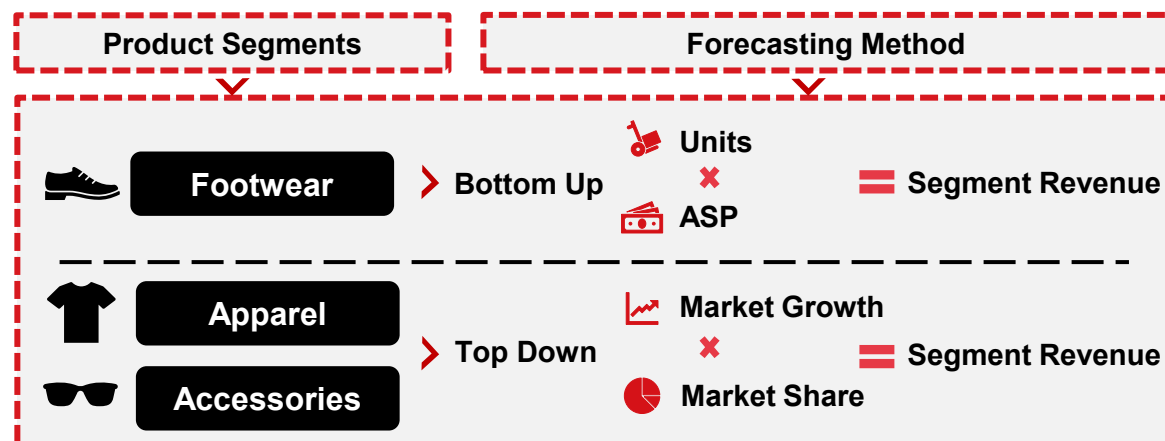 Product Segments
Forecasting Method
Footwear
Bottom Up
Units
ASP
Segment Revenue
Apparel
Accessories
Top Down
Market Growth
Market Share
Segment Revenue